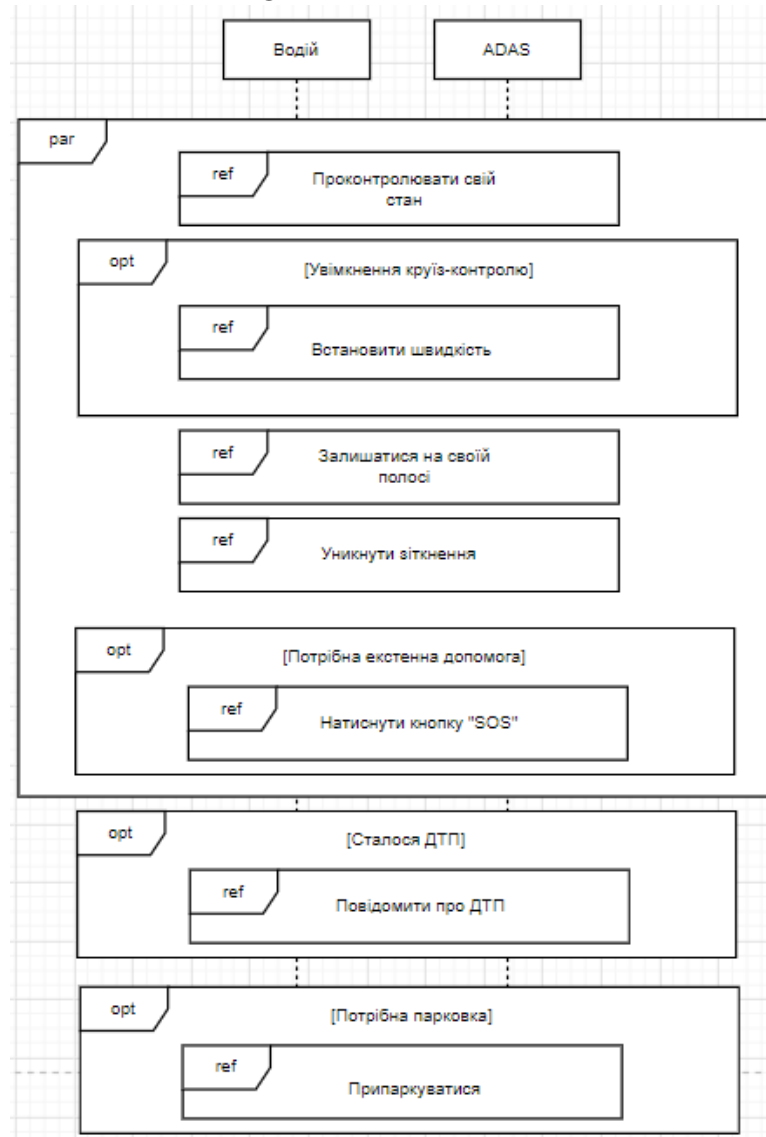 Водій
ADAS
par
ref
Проконтролювати свій
стан
opt
[Увімкнення круїз-контролю]
ref
Встановити швидкість
ref
Залишатися на своїй
полосі
ref
Уникнути зіткнення
opt
[Потрібна екстенна допомога]
ref
Натиснути кнопку "SOS"
opt
[Сталося ДТП]
ref
Повідомити про ДТП
opt
[Потрібна парковка]
ref
Припаркуватися